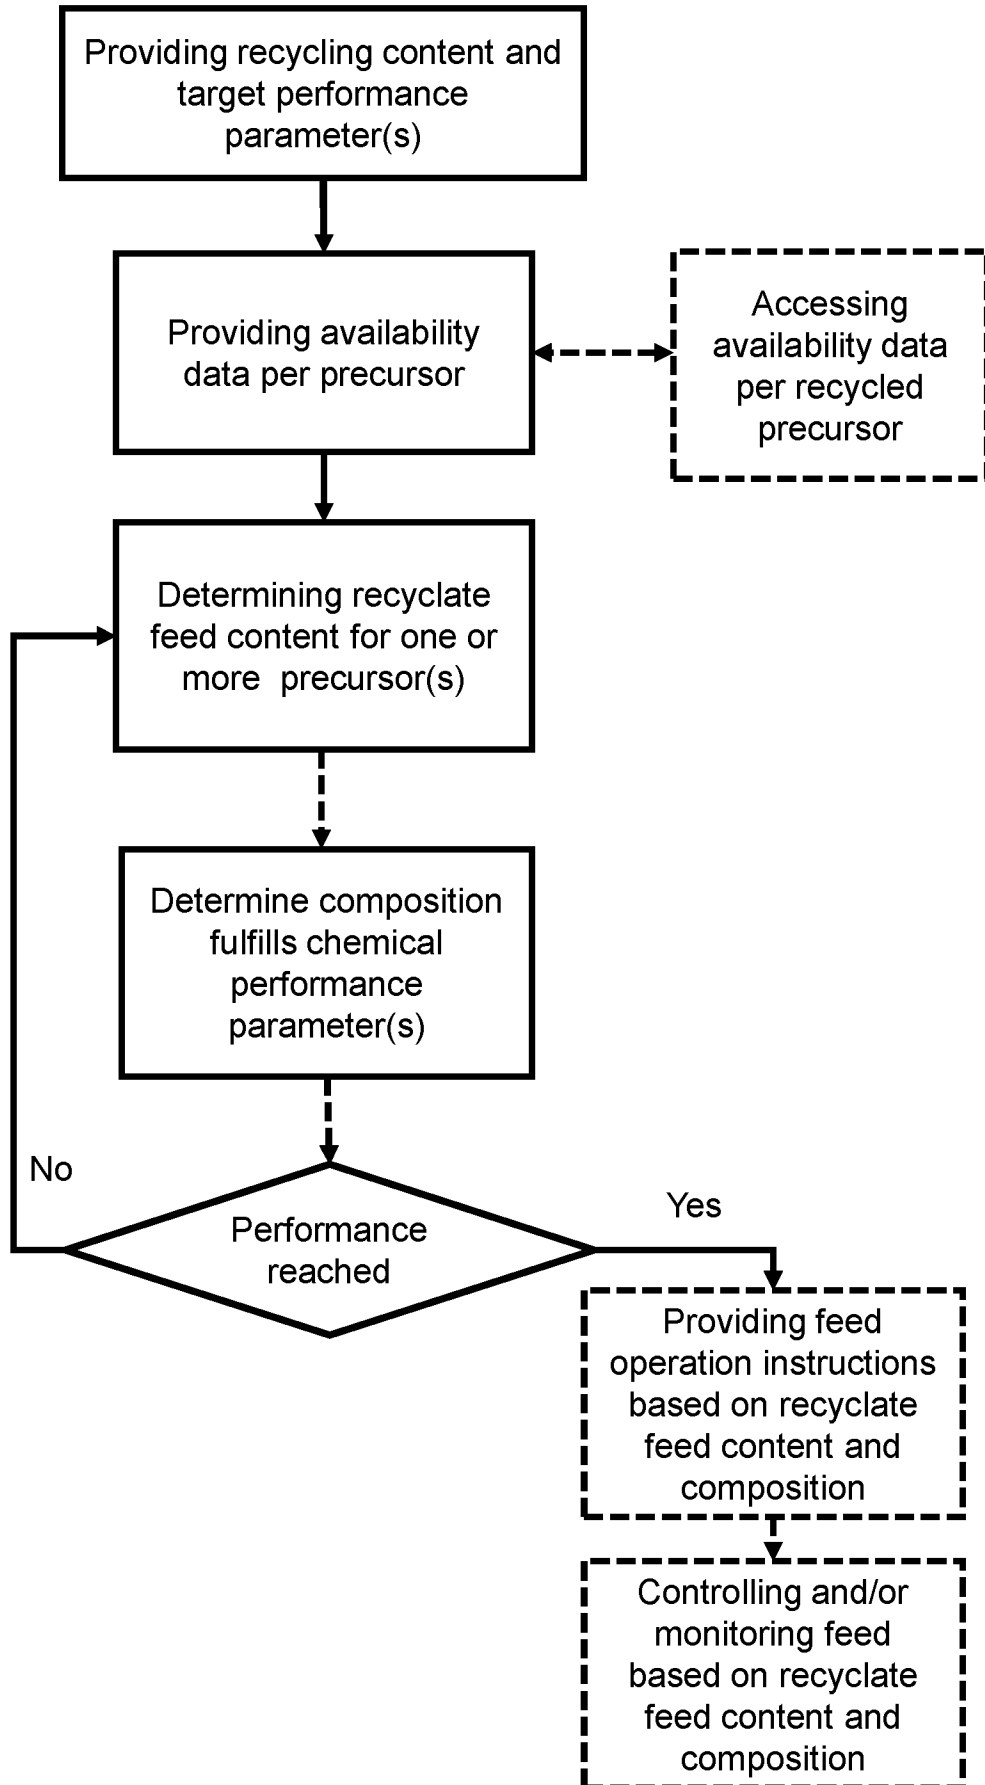 Providing recycling content and
target performance
parameter(s)
Providing availability
data per precursor
Accessing
availability data
per recycled
precursor
Determining recyclate
feed content for one or
more  precursor(s)
Determine composition
fulfills chemical
performance
parameter(s)
No
Performance
reached
Yes
Providing feed
operation instructions
based on recyclate
feed content and
composition
Controlling and/or
monitoring feed
based on recyclate
feed content and
composition